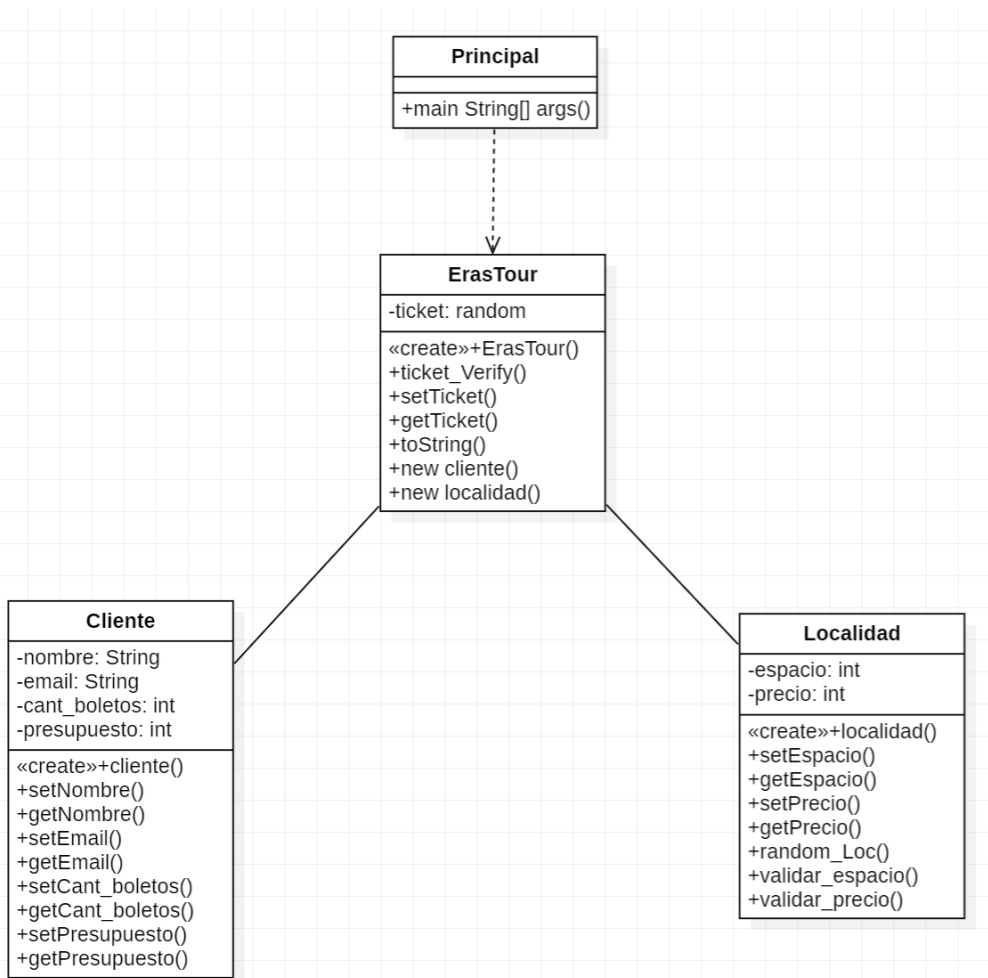 Principal
+main String[] args()
ErasTour
-ticket: random
«create»+ErasTour()
+ticket_Verify()
+setTicket()
+getTicket()
+toString()
+new cliente()
+new localidad()
Cliente
-nombre: String
-email: String
-cant_boletos: int
-presupuesto: int
«create»+cliente()
+setNombre()
+getNombre()
+setEmail()
+getEmail()
+setCant_boletos()
+getCant_boletos()
+setPresupuesto()
+getPresupuesto()
Localidad
-espacio: int
-precio: int
«create»+localidad()
+setEspacio()
+getEspacio()
+setPrecio()
+getPrecio()
+random_Loc()
+validar_espacio()
+validar_precio()